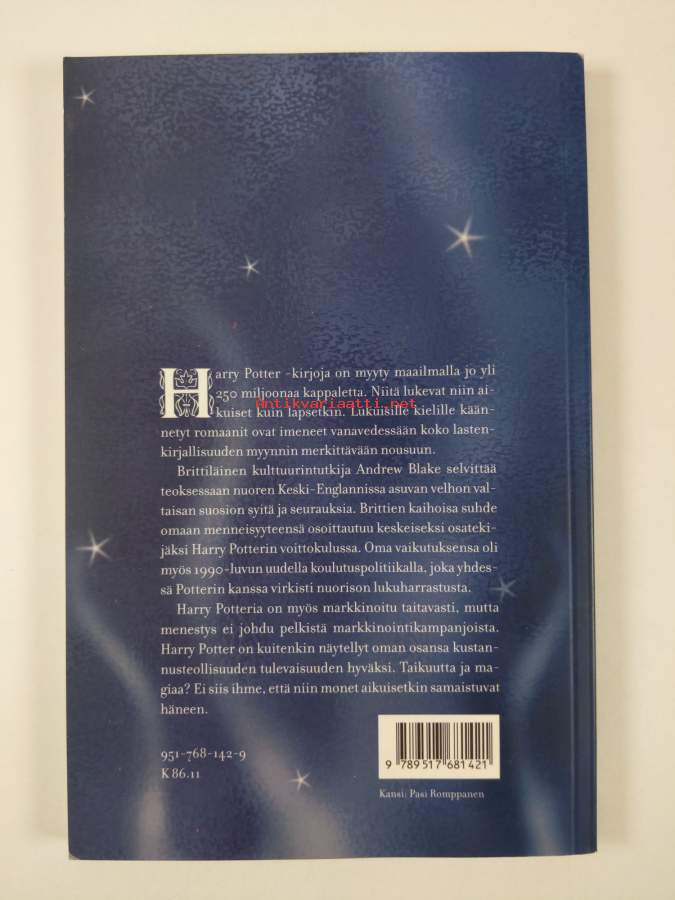 Harry Potter -kirjoja on myyty maailmalla jo yli
250 miljoonaa kappaletta. Niitä lukevat niin ai-
kuiset kuin lapsetkin. Lukuisille kielille kään-
netyt romaanit ovat imeneet vanavedessään koko lasten-
kirjallisuuden myynnin merkittävään nousuun.
Brittiläinen kulttuurintutkija Andrew Blake selvittää
teoksessaan nuoren Keski-Englannissa asuvan velhon val-
taisan suosion syitä ja seurauksia. Brittien kaihoisa suhde
omaan menneisyyteensä osoittautuu keskeiseksi osateki-
jäksi Harry Potterin voittokulussa. Oma vaikutuksensa oli
myös 1990-luvun uudella koulutuspolitiikalla, joka yhdes-
sä Potterin kanssa virkisti nuorison lukuharrastusta.
Harry Potteria on myös markkinoitu taitavasti, mutta
menestys ei johdu pelkistä markkinointikampanjoista.
Harry Potter on kuitenkin näytellyt oman osansa kustan-
nusteollisuuden tulevaisuuden hyväksi. Taikuutta ja ma-
giaa? Ei siis ihme, että niin monet aikuisetkin samaistuvat
häneen.
951-768-142-9
K 86.11
9 789517 681421
Kansi: Pasi Romppanen
Antikvariaatti.net